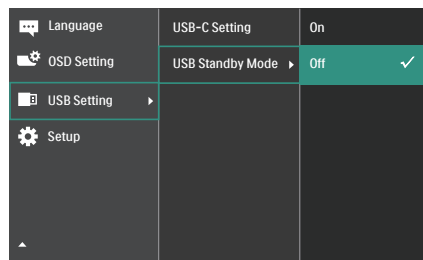 Language
OSD Setting
USB Setting
Setup
USB-C Setting
USB Standby Mode
On
Off